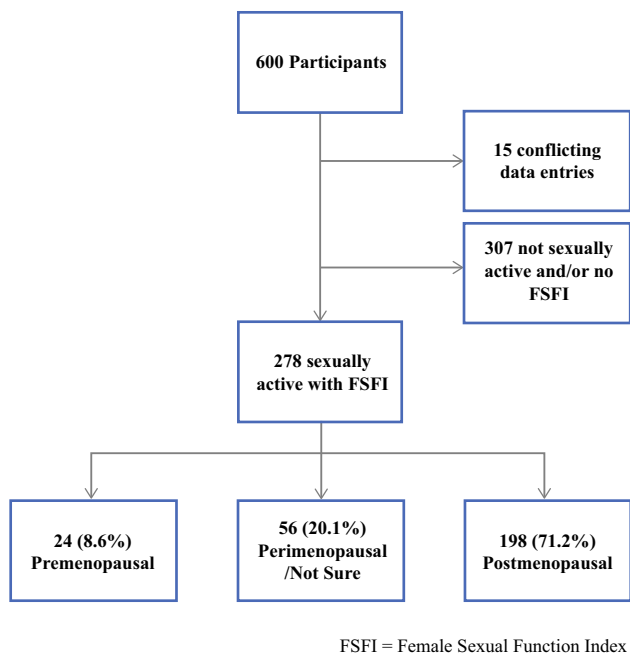 600 Participants
15 conflicting
data entries
307 not sexually
active and/or no
FSFI
278 sexually
active with FSFI
24 (8.6%)
Premenopausal
56 (20.1%)
Perimenopausal
/Not Sure
198 (71.2%)
Postmenopausal
FSFI = Female Sexual Function Index